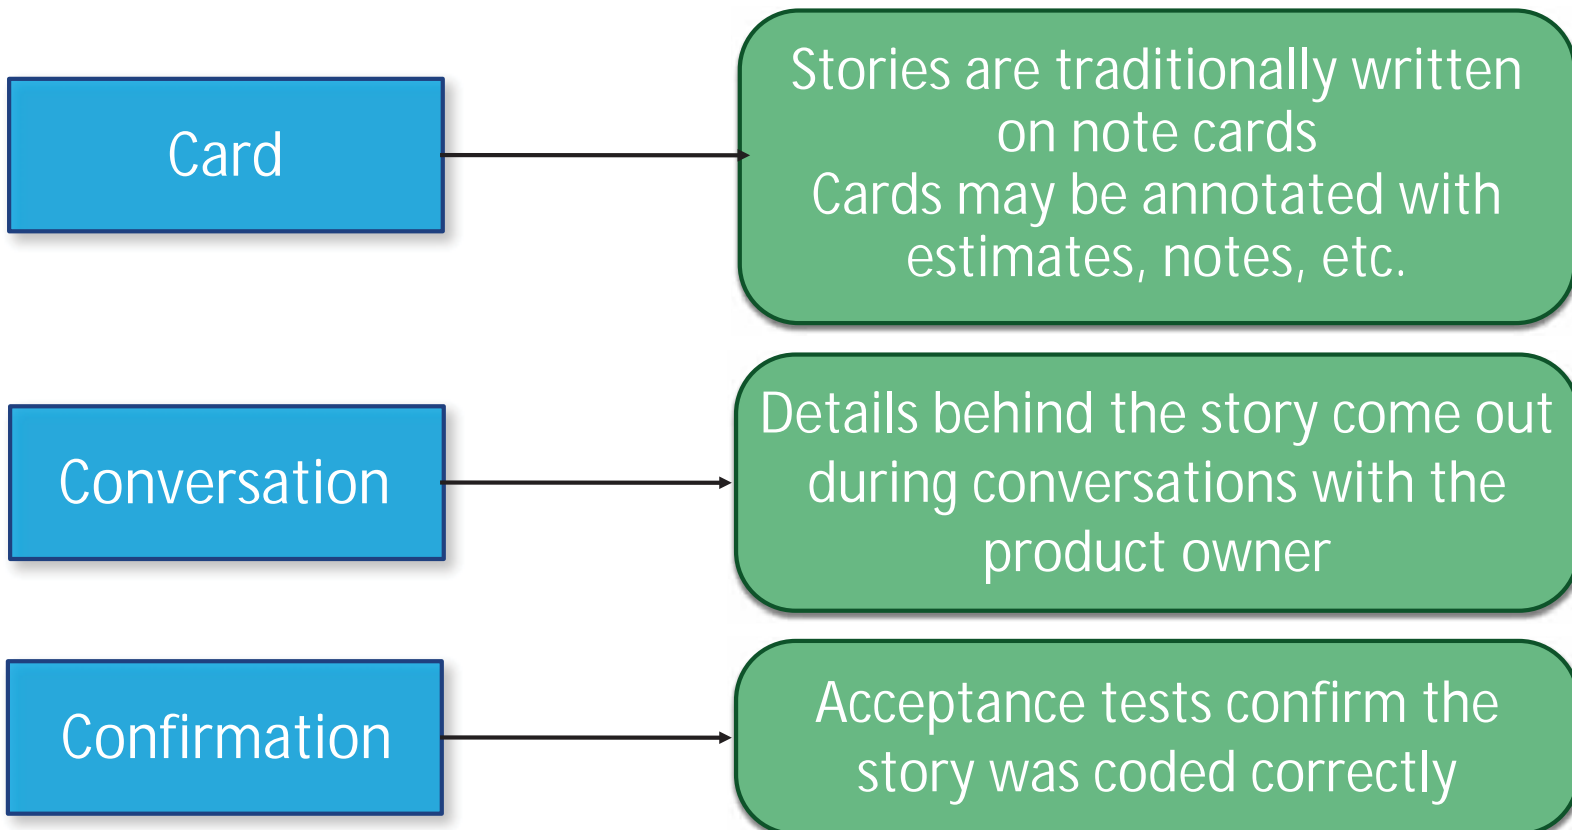 Card
Stories are traditionally written
on note cards
Cards may be annotated with
estimates, notes, etc.
Conversation
Details behind the story come out
during conversations with the
product owner
Confirmation
Acceptance tests confirm the
story was coded correctly